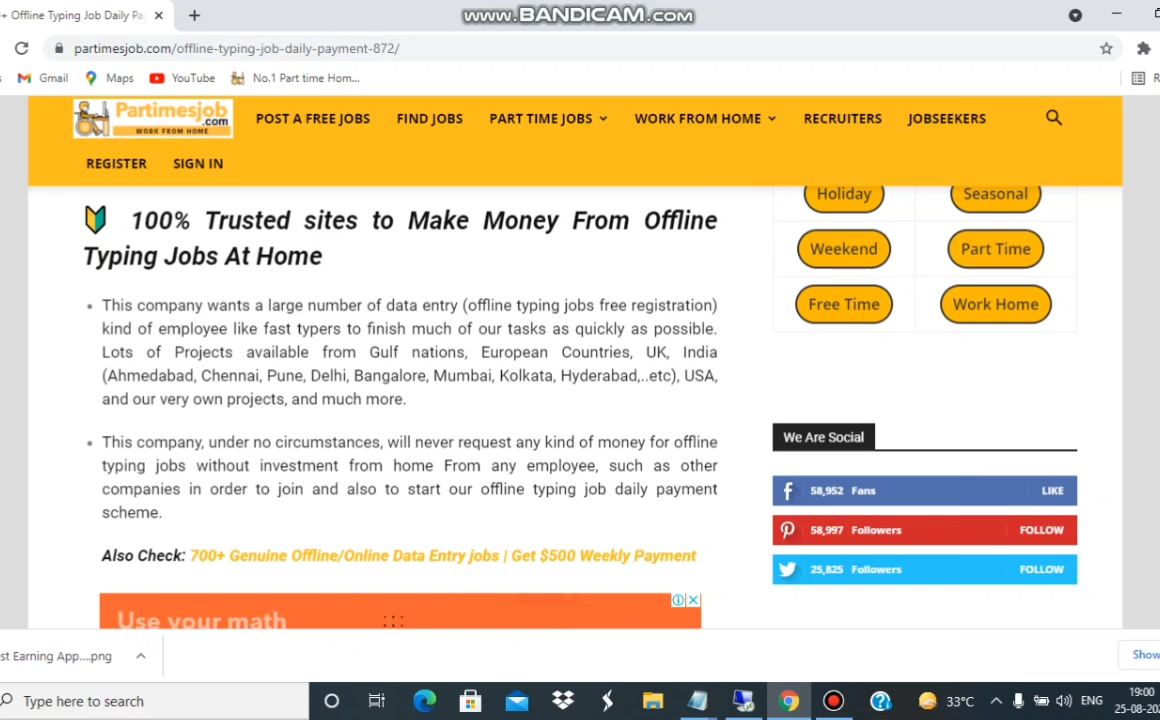 + Offline Typing Job Daily Pa
www.BANDICAM.com
partimesjob.com/offline-typing-job-daily-payment-872/
Gmail Maps YouTube No.1 Part time Hom...
Partimesjob
.com
WORK FROM HOME
POST A FREE JOBS FIND JOBS PART TIME JOBS WORK FROM HOME RECRUITERS JOBSEEKERS
REGISTER SIGN IN
100% Trusted sites to Make Money From Offline
Typing Jobs At Home
This company wants a large number of data entry (offline typing jobs free registration)
kind of employee like fast typers to finish much of our tasks as quickly as possible.
Lots of Projects available from Gulf nations, European Countries, UK, India
(Ahmedabad, Chennai, Pune, Delhi, Bangalore, Mumbai, Kolkata, Hyderabad,..etc), USA,
and our very own projects, and much more.
This company, under no circumstances, will never request any kind of money for offline
typing jobs without investment from home From any employee, such as other
companies in order to join and also to start our offline typing job daily payment
scheme.
Also Check: 700+ Genuine Offline/Online Data Entry jobs | Get $500 Weekly Payment
Use your math
Holiday Seasonal
Weekend Part Time
Free Time Work Home
We Are Social
58,952 Fans LIKE
58,997 Followers FOLLOW
25,825 Followers FOLLOW
st Earning App....png
Show
Type here to search
33°C
ENG
19:00
25-08-20